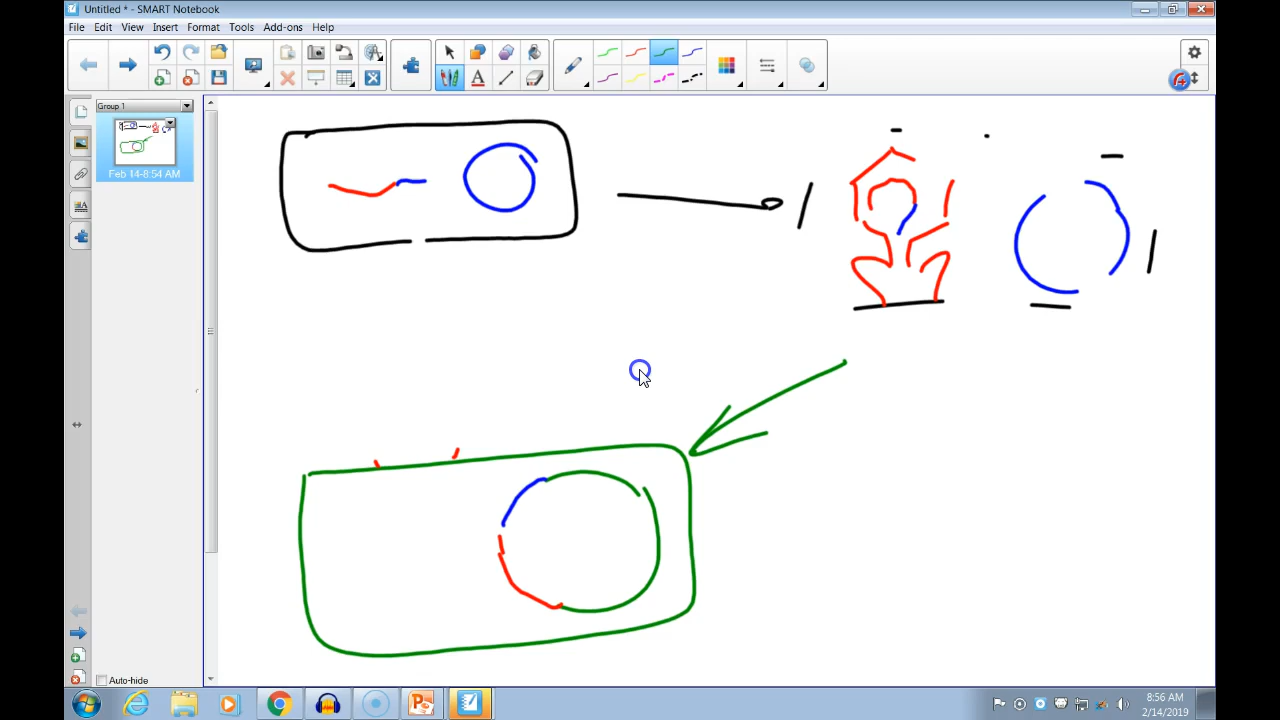 Untitled * - SMART Notebook
File Edit View Insert Format Tools Add-ons Help
Group 1
Feb 14-8:54 AM
Auto-hide
8:56 AM
2/14/2019